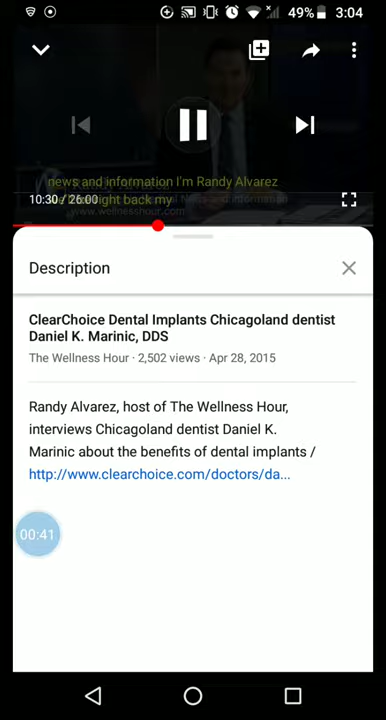 49% 3:04
news and information I'm Randy Alvarez
10:30 / 26:00 right back my
www.wellnesshour.com
Description
ClearChoice Dental Implants Chicagoland dentist
Daniel K. Marinic, DDS
The Wellness Hour · 2,502 views · Apr 28, 2015
Randy Alvarez, host of The Wellness Hour,
interviews Chicagoland dentist Daniel K.
Marinic about the benefits of dental implants /
http://www.clearchoice.com/doctors/da...
00:41